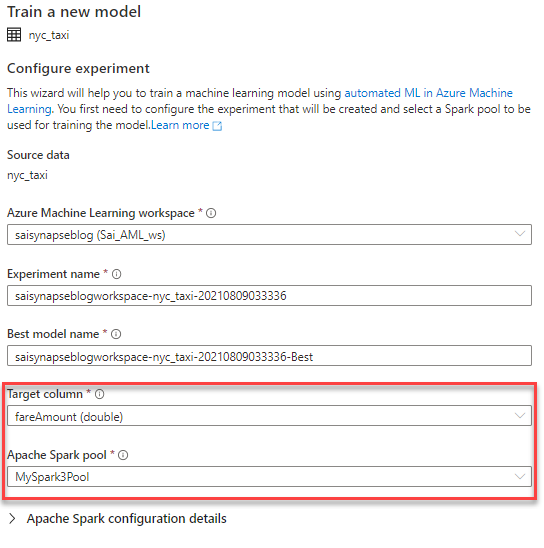 Train a new model
nyc_taxi
Configure experiment
This wizard will help you to train a machine learning model using automated ML in Azure Machine
Learning. You first need to configure the experiment that will be created and select a Spark pool to be
used for training the model.Learn more
Source data
nyc_taxi
Azure Machine Learning workspace *
saisynapseblog (Sai_AML_ws)
Experiment name *
saisynapseblogworkspace-nyc_taxi-20210809033336
Best model name *
saisynapseblogworkspace-nyc_taxi-20210809033336-Best
Target column *
fareAmount (double)
Apache Spark pool *
MySpark3Pool
Apache Spark configuration details